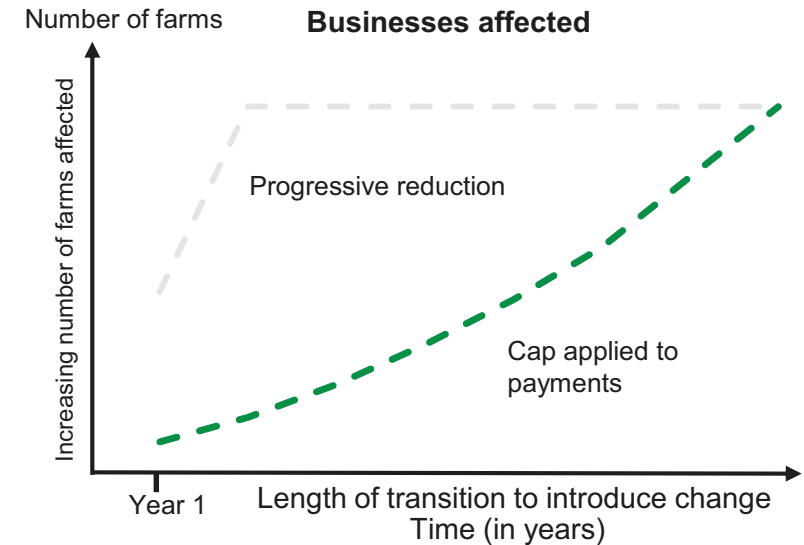 Number of farms
Businesses affected
Increasing number of farms affected
Progressive reduction
Cap applied to
payments
Year 1
Length of transition to introduce change
Time (in years)